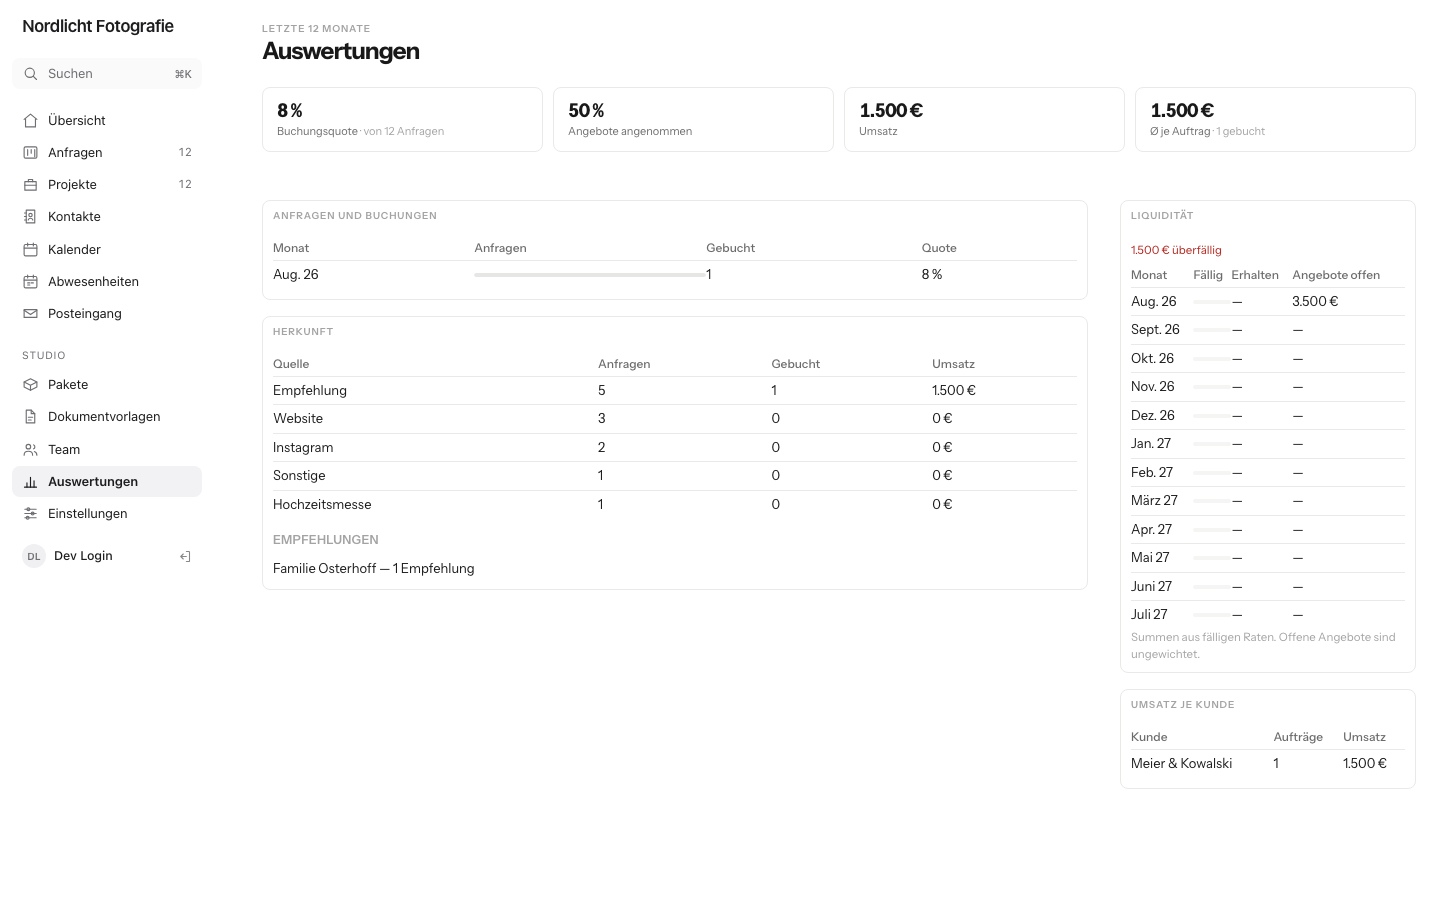 Nordlicht Fotografie
Suchen ⌘K
Übersicht
Anfragen 12
Projekte 12
Kontakte
Kalender
Abwesenheiten
Posteingang
STUDIO
Pakete
Dokumentvorlagen
Team
Auswertungen
Einstellungen
DL Dev Login
LETZTE 12 MONATE
Auswertungen
8 %
Buchungsquote · von 12 Anfragen
50 %
Angebote angenommen
1.500 €
Umsatz
1.500 €
Ø je Auftrag · 1 gebucht
ANFRAGEN UND BUCHUNGEN
Monat Anfragen Gebucht Quote
Aug. 26 1 8 %
HERKUNFT
Quelle Anfragen Gebucht Umsatz
Empfehlung 5 1 1.500 €
Website 3 0 0 €
Instagram 2 0 0 €
Sonstige 1 0 0 €
Hochzeitsmesse 1 0 0 €
EMPFEHLUNGEN
Familie Osterhoff — 1 Empfehlung
LIQUIDITÄT
1.500 € überfällig
Monat Fällig Erhalten Angebote offen
Aug. 26 — 3.500 €
Sept. 26 — —
Okt. 26 — —
Nov. 26 — —
Dez. 26 — —
Jan. 27 — —
Feb. 27 — —
März 27 — —
Apr. 27 — —
Mai 27 — —
Juni 27 — —
Juli 27 — —
Summen aus fälligen Raten. Offene Angebote sind
ungewichtet.
UMSATZ JE KUNDE
Kunde Aufträge Umsatz
Meier & Kowalski 1 1.500 €